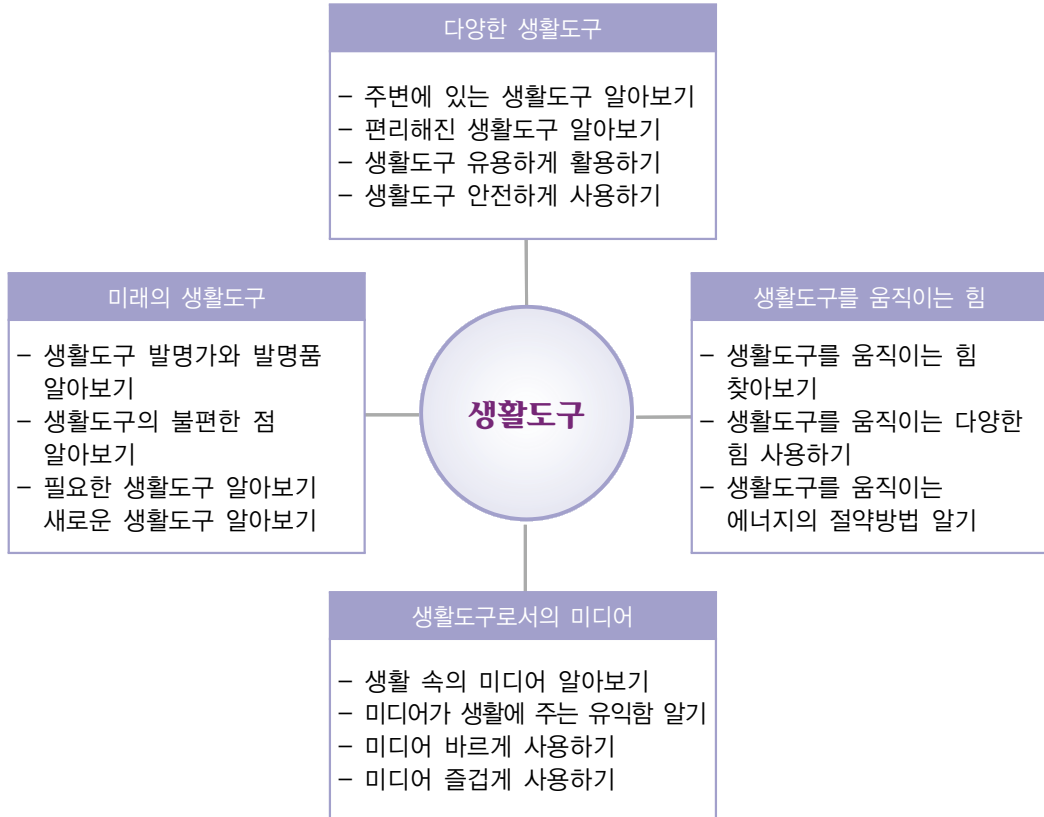 다양한 생활도구
– 주변에 있는 생활도구 알아보기
– 편리해진 생활도구 알아보기
– 생활도구 유용하게 활용하기
– 생활도구 안전하게 사용하기
미래의 생활도구
– 생활도구 발명가와 발명품
알아보기
– 생활도구의 불편한 점
알아보기
– 필요한 생활도구 알아보기
새로운 생활도구 알아보기
생활도구
생활도구를 움직이는 힘
– 생활도구를 움직이는 힘
찾아보기
– 생활도구를 움직이는 다양한
힘 사용하기
– 생활도구를 움직이는
에너지의 절약방법 알기
생활도구로서의 미디어
– 생활 속의 미디어 알아보기
– 미디어가 생활에 주는 유익함 알기
– 미디어 바르게 사용하기
– 미디어 즐겁게 사용하기